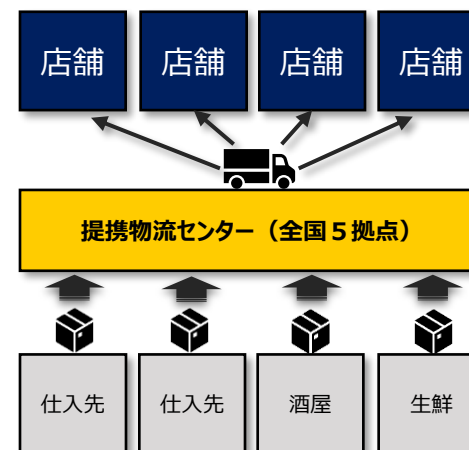 店舗
店舗
店舗
店舗
提携物流センター（全国５拠点）
仕入先
仕入先
酒屋
生鮮